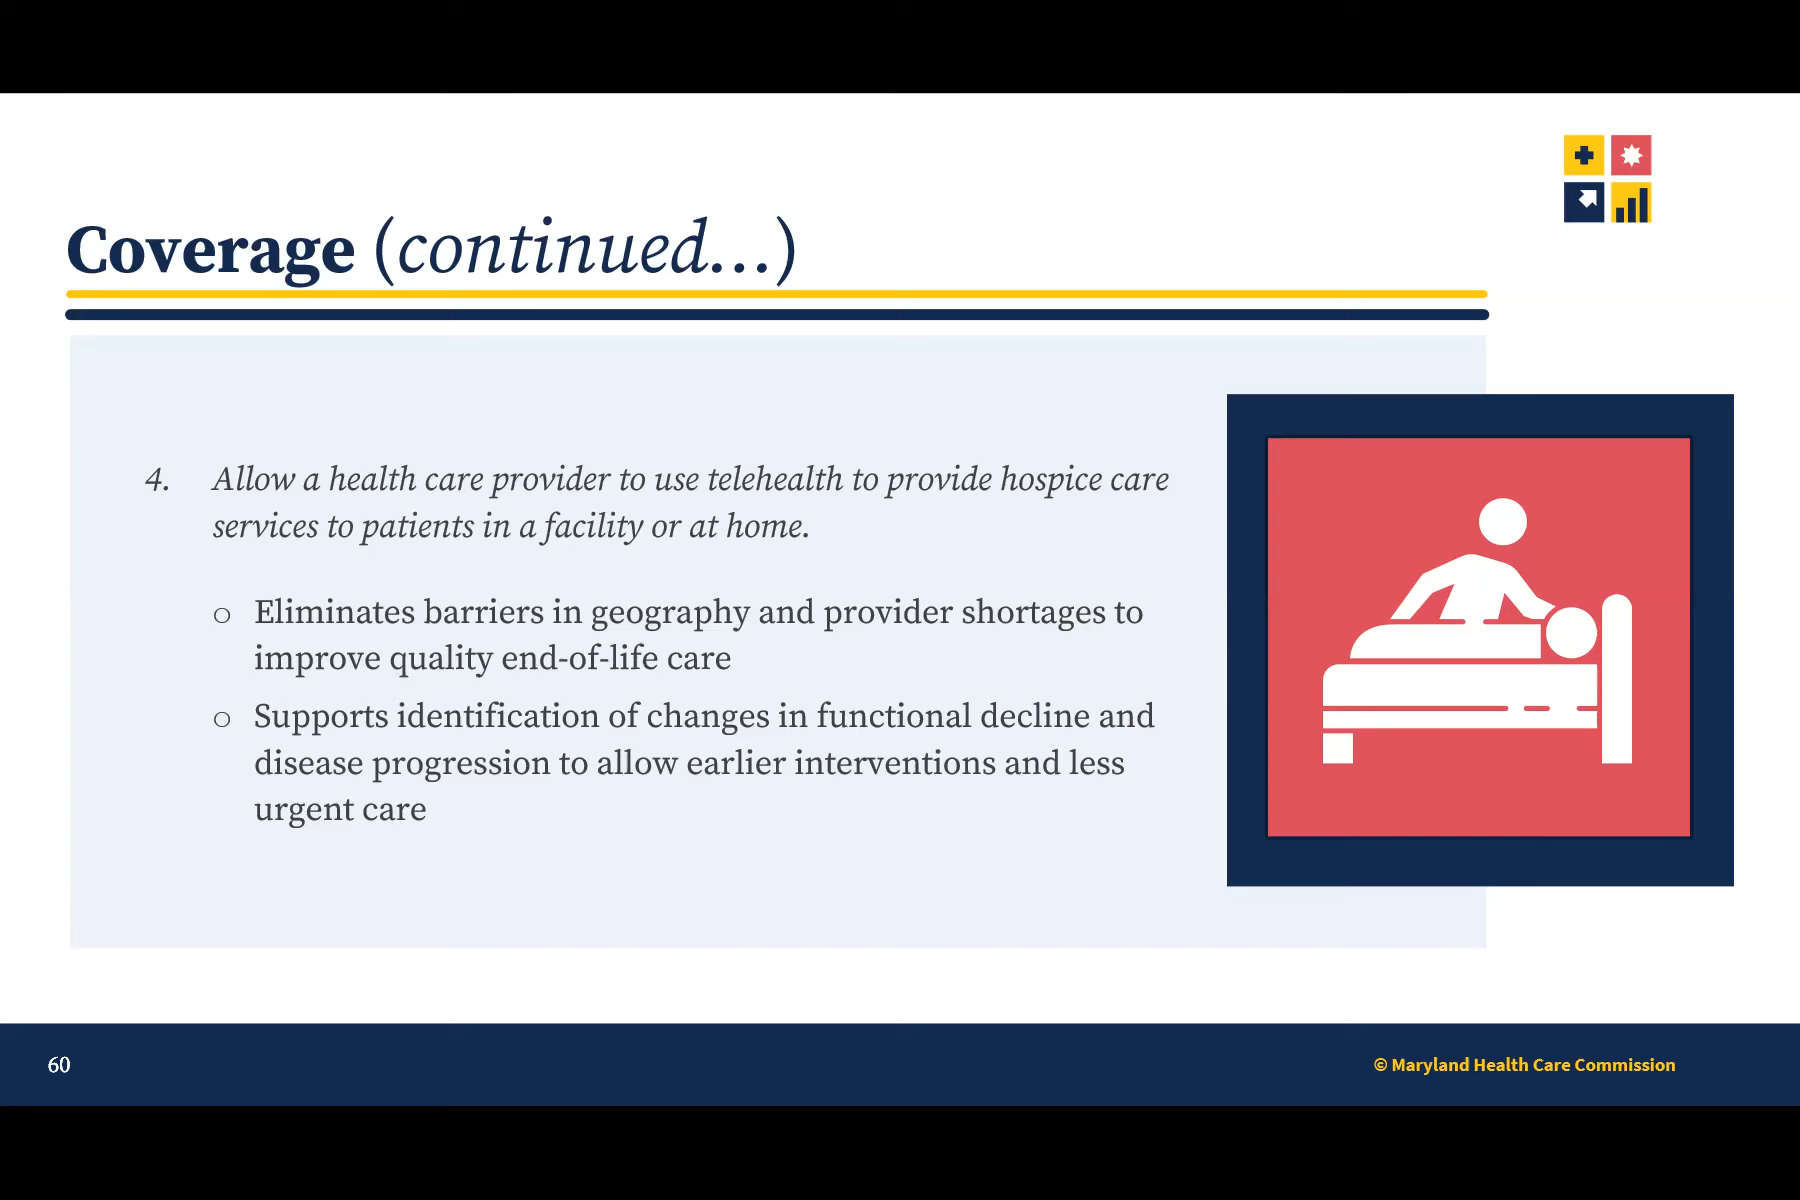 Coverage (continued...)
4. Allow a health care provider to use telehealth to provide hospice care
services to patients in a facility or at home.
o Eliminates barriers in geography and provider shortages to
improve quality end-of-life care
o Supports identification of changes in functional decline and
disease progression to allow earlier interventions and less
urgent care
60
© Maryland Health Care Commission